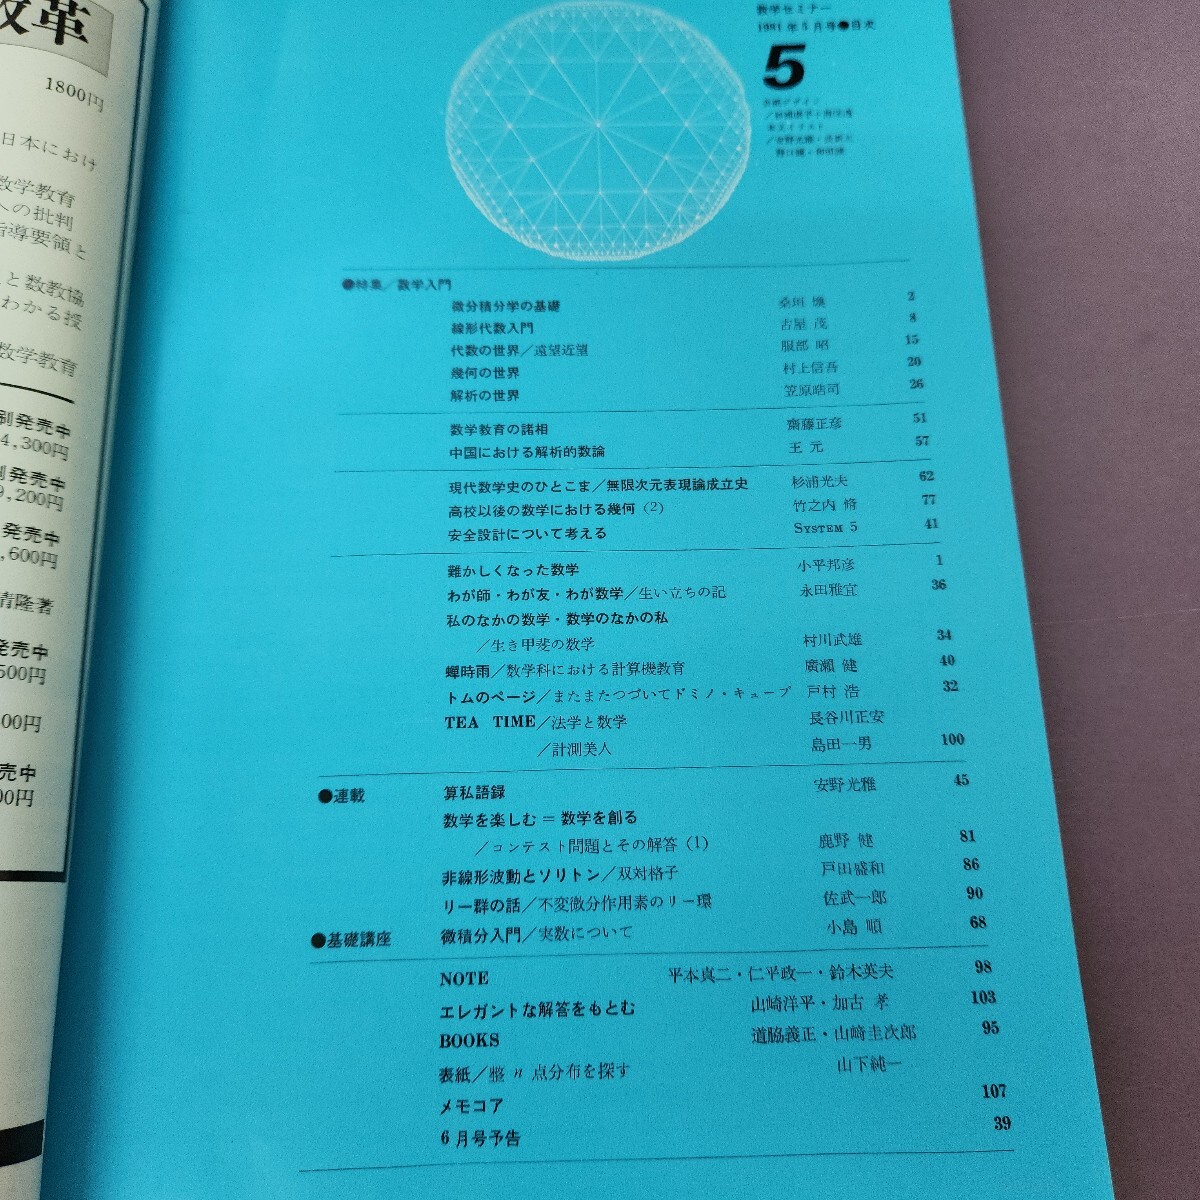 改革
1800円
日本におけ
数学教育
への批判
指導要領と
と数教協
わかる授
数学教育
別発売中
4,300円
別発売中
9,200円
発売中
,600円
清隆著
発売中
500円
00円
売中
00円
数学セミナー
1981年5月号●目次
5
表紙デザイン
本文イラスト
●特集／数学入門
微分積分学の基礎 桑垣 煥 2
線形代数入門 古屋 茂 8
代数の世界／遠望近望 服部 昭 15
幾何の世界 村上信吾 20
解析の世界 笠原晧司 26
数学教育の諸相 齋藤正彦 51
中国における解析的数論 王 元 57
現代数学史のひとこま／無限次元表現論成立史 杉浦光夫 62
高校以後の数学における幾何（2） 竹之内 脩 77
安全設計について考える SYSTEM 5 41
難かしくなった数学 小平邦彦 1
わが師・わが友・わが数学／生い立ちの記 永田雅宜 36
私のなかの数学・数学のなかの私
／生き甲斐の数学 村川武雄 34
蟬時雨／数学科における計算機教育 廣瀬 健 40
トムのページ／またまたつづいてドミノ・キューブ 戸村 浩 32
TEA TIME／法学と数学 長谷川正安
／計測美人 島田一男 100
●連載 算私語録 安野光雅 45
数学を楽しむ＝数学を創る
／コンテスト問題とその解答（1） 鹿野 健 81
非線形波動とソリトン／双対格子 戸田盛和 86
リー群の話／不変微分作用素のリー環 佐武一郎 90
●基礎講座 微積分入門／実数について 小島 順 68
NOTE 平本真二・仁平政一・鈴木英夫 98
エレガントな解答をもとむ 山崎洋平・加古 孝 103
BOOKS 道脇義正・山﨑圭次郎 95
表紙／整 n 点分布を探す 山下純一
メモコア 107
6月号予告 39